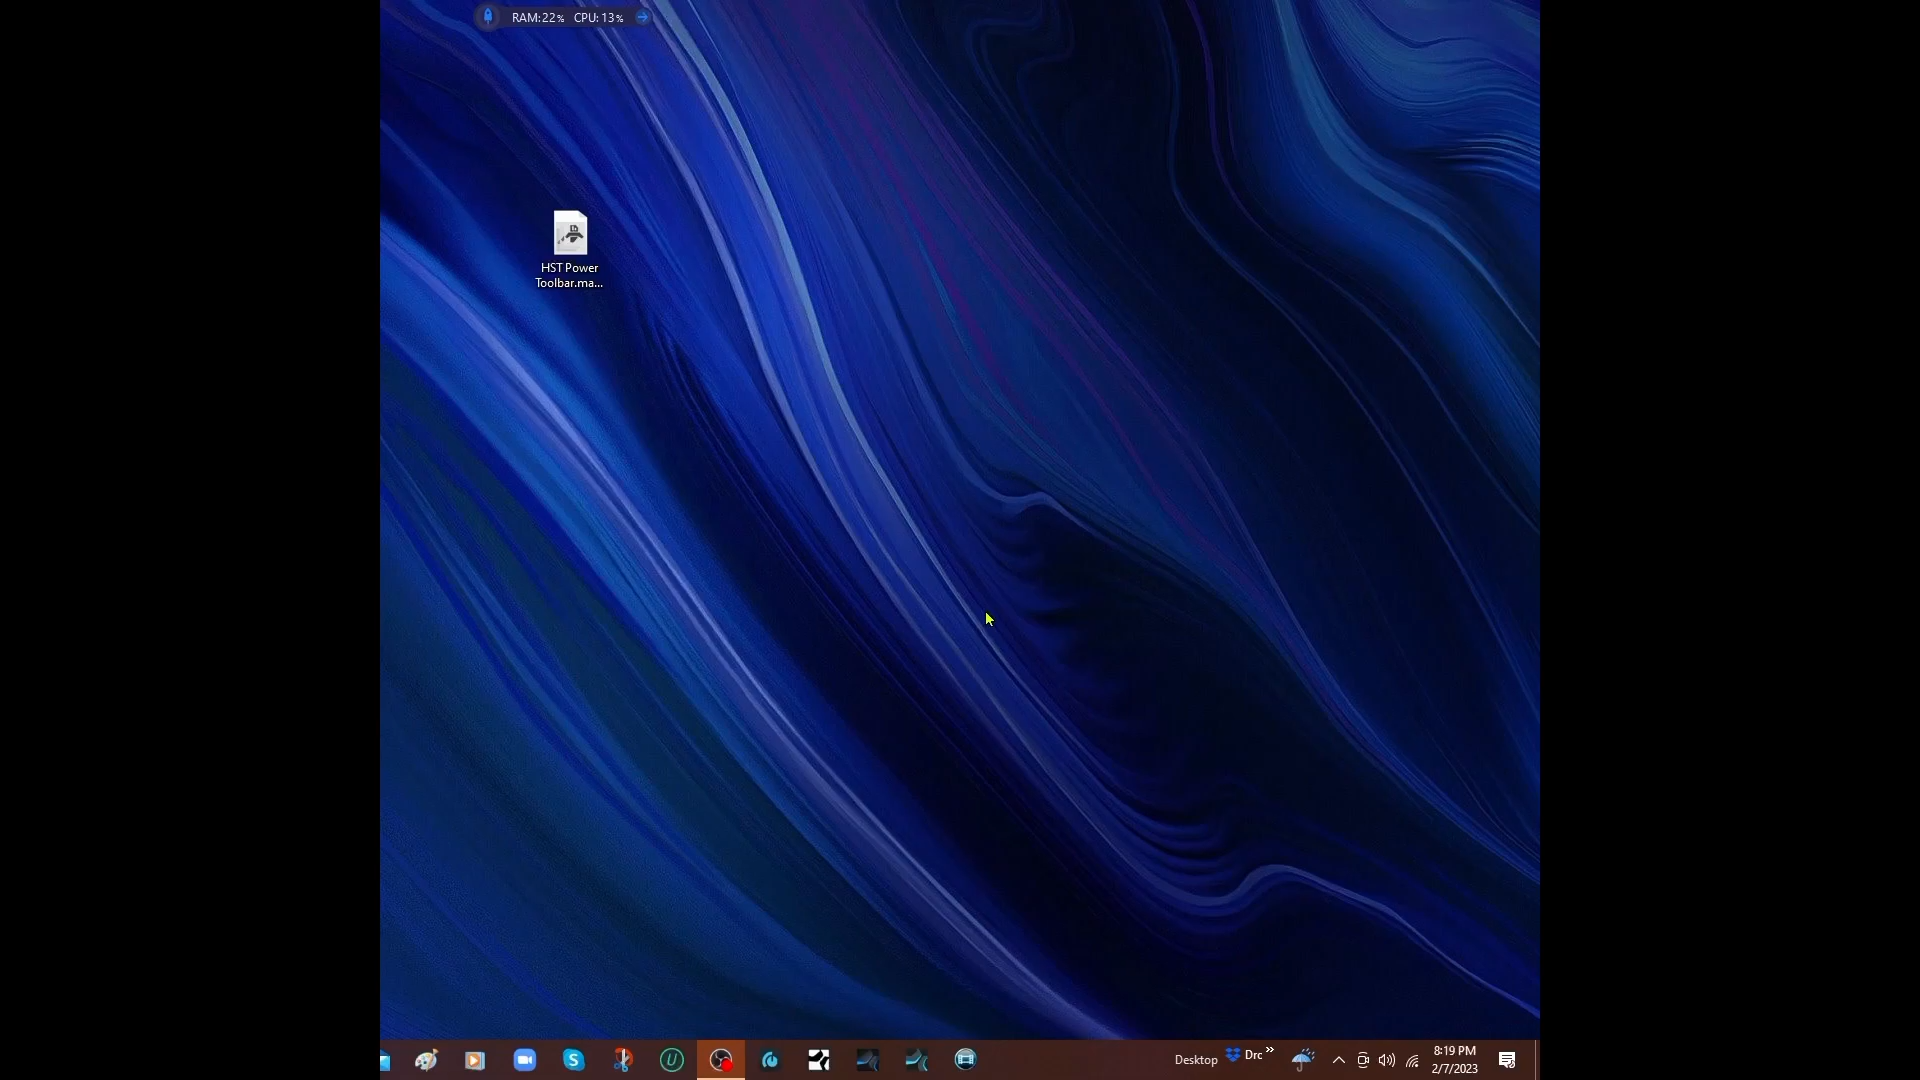 RAM:22% CPU: 13%
HST Power
Toolbar.ma...
Desktop
Drc »
8:19 PM
2/7/2023